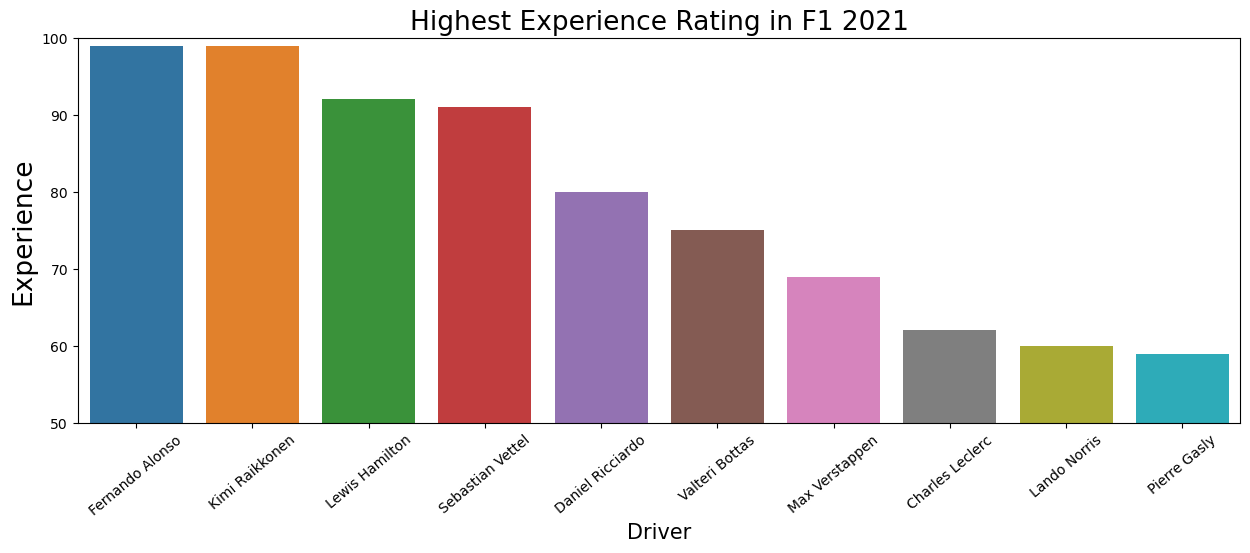 Highest Experience Rating in F1 2021
Experience
100
90
80
70
60
50
Fernando Alonso
Kimi Raikkonen
Lewis Hamilton
Sebastian Vettel
Daniel Ricciardo
Valteri Bottas
Max Verstappen
Charles Leclerc
Lando Norris
Pierre Gasly
Driver